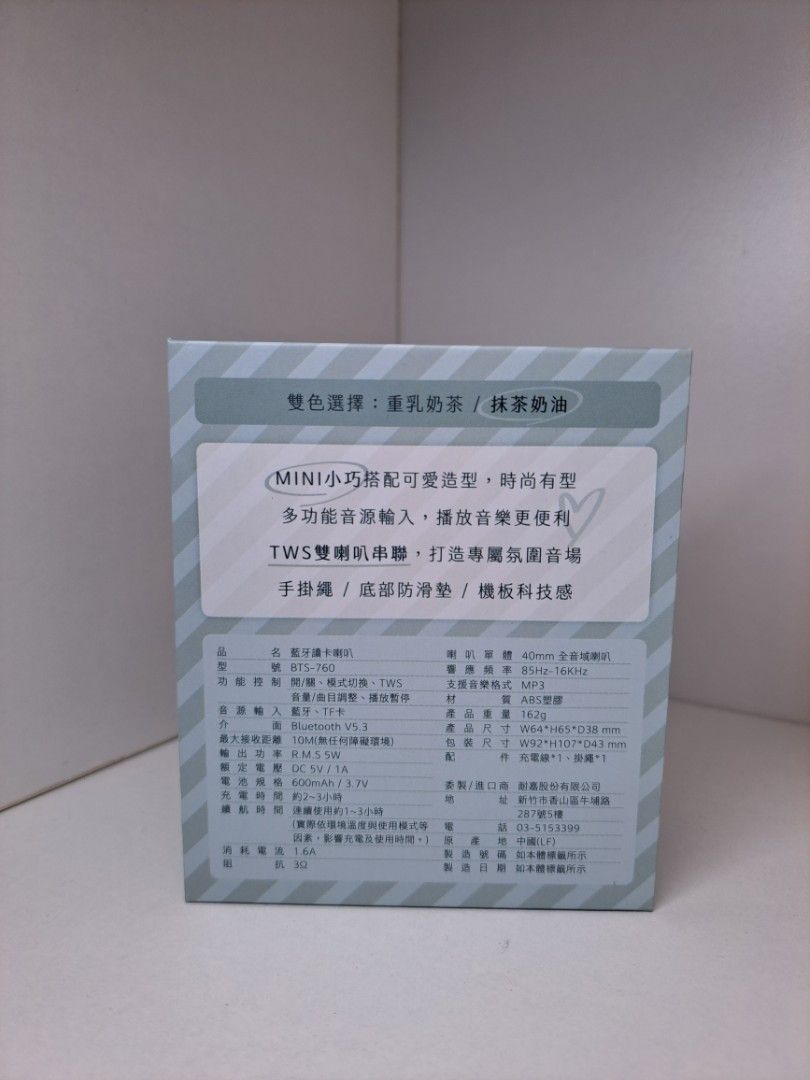 雙色選擇：重乳奶茶 / 抹茶奶油
MINI小巧搭配可愛造型，時尚有型
多功能音源輸入，播放音樂更便利
TWS雙喇叭串聯，打造專屬氛圍音場
手掛繩 / 底部防滑墊 / 機板科技感
品名 藍牙讀卡喇叭
型號 BTS-760
功能控制 開/關、模式切換、TWS
音量/曲目調整、播放暫停
音源輸入 藍牙、TF卡
介面 Bluetooth V5.3
最大接收距離 10M(無任何障礙環境)
輸出功率 R.M.S 5W
額定電壓 DC 5V / 1A
電池規格 600mAh / 3.7V
充電時間 約2~3小時
續航時間 連續使用約1~3小時
(實際依環境溫度與使用模式等
因素，影響充電及使用時間。)
消耗電流 1.6A
阻抗 3Ω
喇叭單體 40mm 全音域喇叭
響應頻率 85Hz-16KHz
支援音樂格式 MP3
材質 ABS塑膠
產品重量 162g
產品尺寸 W64*H65*D38 mm
包裝尺寸 W92*H107*D43 mm
配件 充電線*1、掛繩*1
委製/進口商 耐嘉股份有限公司
地址 新竹市香山區牛埔路
287號5樓
電話 03-5153399
原產地 中國(LF)
製造號碼 如本體標籤所示
製造日期 如本體標籤所示